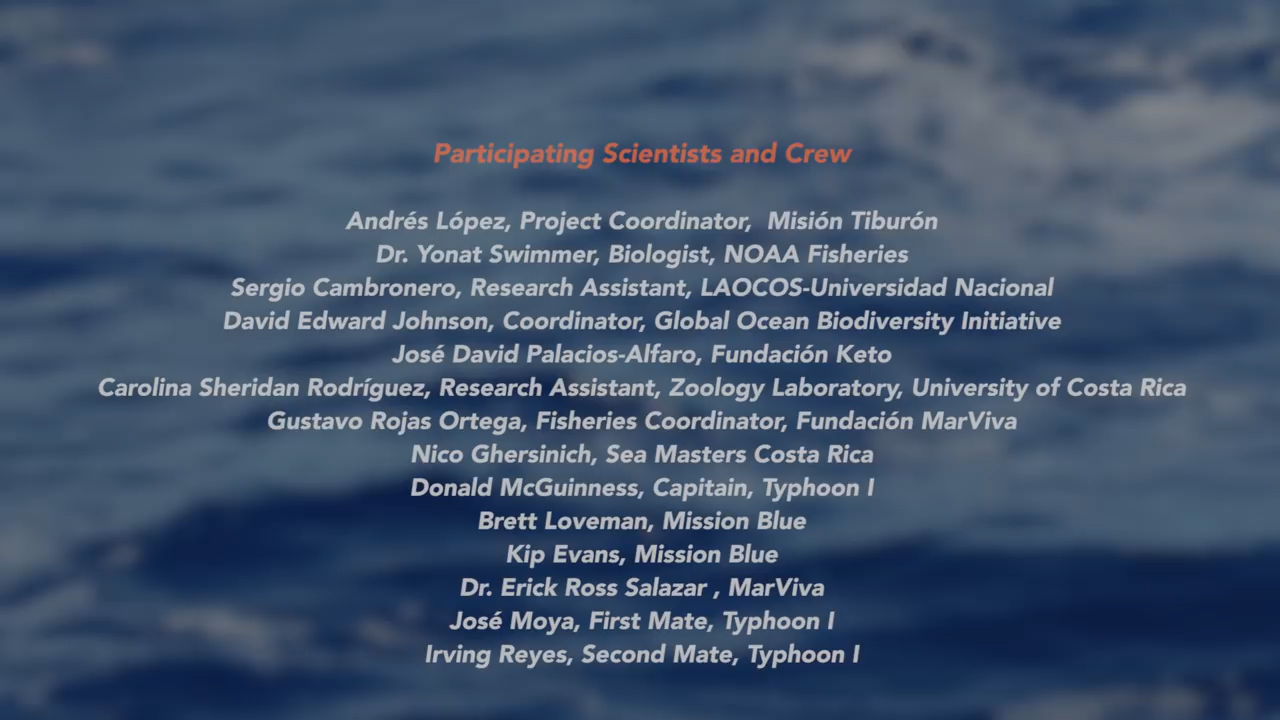 Participating Scientists and Crew
Andrés López, Project Coordinator, Misión Tiburón
Dr. Yonat Swimmer, Biologist, NOAA Fisheries
Sergio Cambronero, Research Assistant, LAOCOS-Universidad Nacional
David Edward Johnson, Coordinator, Global Ocean Biodiversity Initiative
José David Palacios-Alfaro, Fundación Keto
Carolina Sheridan Rodríguez, Research Assistant, Zoology Laboratory, University of Costa Rica
Gustavo Rojas Ortega, Fisheries Coordinator, Fundación MarViva
Nico Ghersinich, Sea Masters Costa Rica
Donald McGuinness, Capitain, Typhoon I
Brett Loveman, Mission Blue
Kip Evans, Mission Blue
Dr. Erick Ross Salazar , MarViva
José Moya, First Mate, Typhoon I
Irving Reyes, Second Mate, Typhoon I